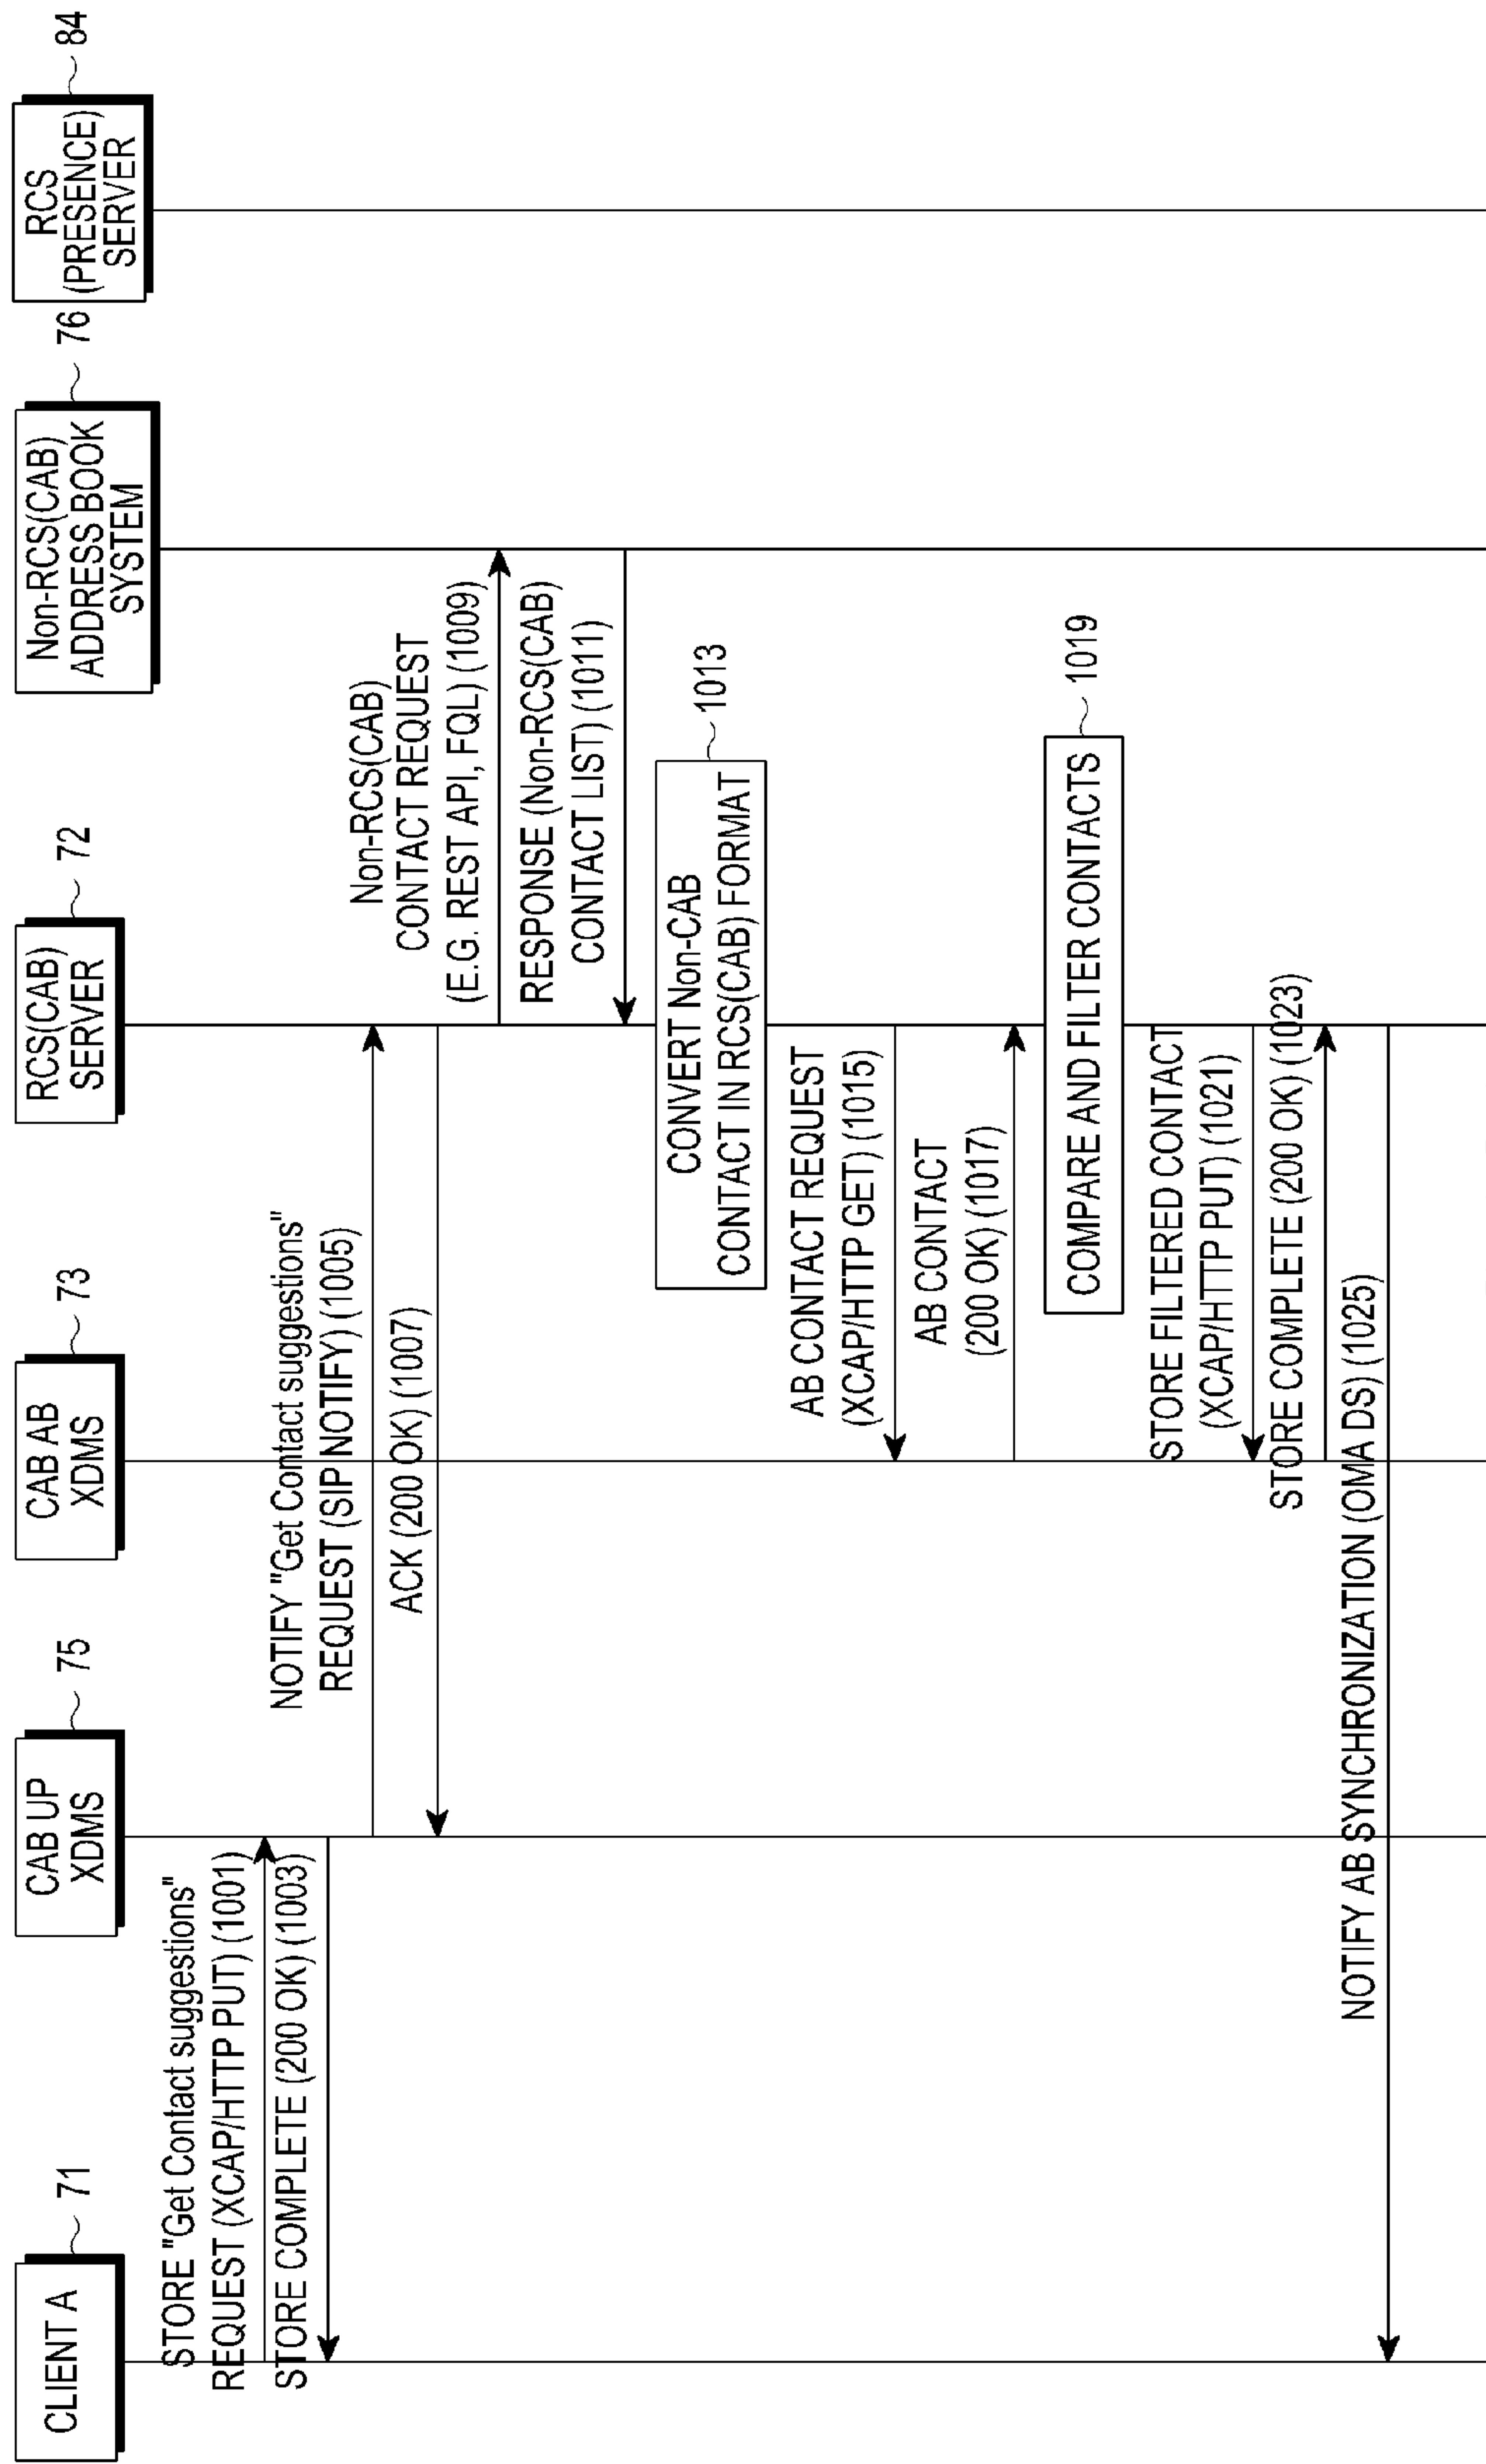 CLIENT A
71
CAB UP
XDMS
75
CAB AB
XDMS
73
RCS(CAB)
SERVER
72
Non-RCS(CAB)
ADDRESS BOOK
SYSTEM
76
RCS
(PRESENCE)
SERVER
84
STORE "Get Contact suggestions"
REQUEST (XCAP/HTTP PUT) (1001)
STORE COMPLETE (200 OK) (1003)
NOTIFY "Get Contact suggestions"
REQUEST (SIP NOTIFY) (1005)
ACK (200 OK) (1007)
Non-RCS(CAB)
CONTACT REQUEST
(E.G. REST API, FQL) (1009)
RESPONSE (Non-RCS(CAB)
CONTACT LIST) (1011)
CONVERT Non-CAB
CONTACT IN RCS(CAB) FORMAT
1013
AB CONTACT REQUEST
(XCAP/HTTP GET) (1015)
AB CONTACT
(200 OK) (1017)
COMPARE AND FILTER CONTACTS
1019
STORE FILTERED CONTACT
(XCAP/HTTP PUT) (1021)
STORE COMPLETE (200 OK) (1023)
NOTIFY AB SYNCHRONIZATION (OMA DS) (1025)